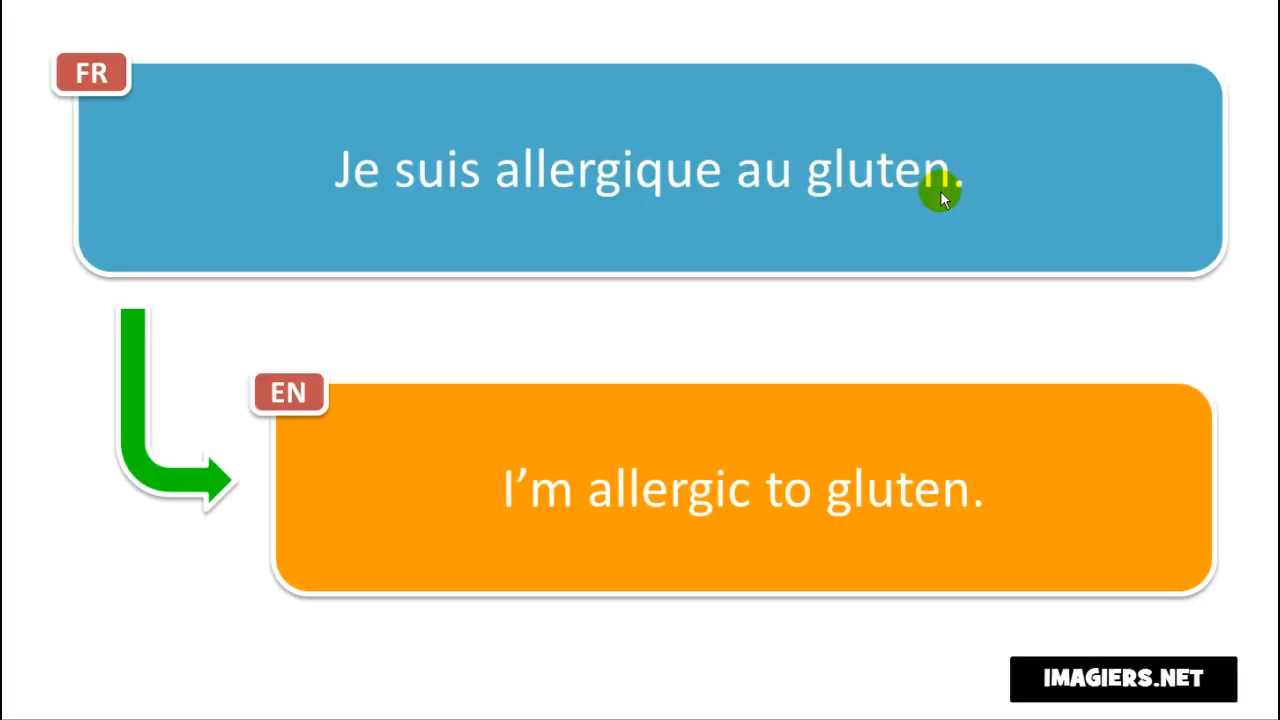 FR
Je suis allergique au gluten.
EN
I’m allergic to gluten.
IMAGIERS.NET